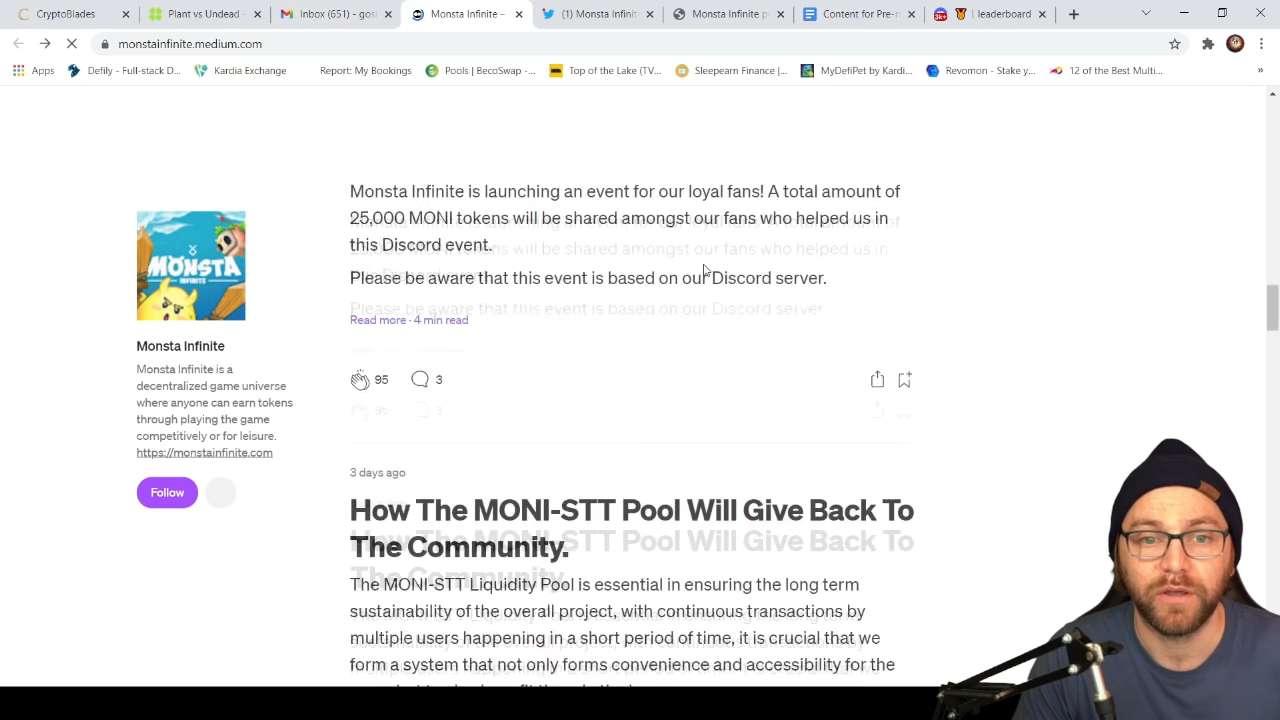 CryptoBlades
Plant vs Undead
Inbox (651) – gosi
Monsta Infinite –
(1) Monsta Infinit
Monsta Infinite p
Content for Pre-r
3k+ leaderboard
monstainfinite.medium.com
Apps
Defily - Full-stack D...
Kardia Exchange
Report: My Bookings
Pools | BecoSwap -...
Top of the Lake (TV...
Sleepearn Finance |...
MyDefiPet by Kardi...
Revomon - Stake y...
12 of the Best Multi...
»
MONSTA
INFINITE
Monsta Infinite
Monsta Infinite is a
decentralized game universe
where anyone can earn tokens
through playing the game
competitively or for leisure.
https://monstainfinite.com
Follow
Monsta Infinite is launching an event for our loyal fans! A total amount of
25,000 MONI tokens will be shared amongst our fans who helped us in
this Discord event.
Please be aware that this event is based on our Discord server.
Read more · 4 min read
95
3
3 days ago
How The MONI-STT Pool Will Give Back To
The Community.
The MONI-STT Liquidity Pool is essential in ensuring the long term
sustainability of the overall project, with continuous transactions by
multiple users happening in a short period of time, it is crucial that we
form a system that not only forms convenience and accessibility for the